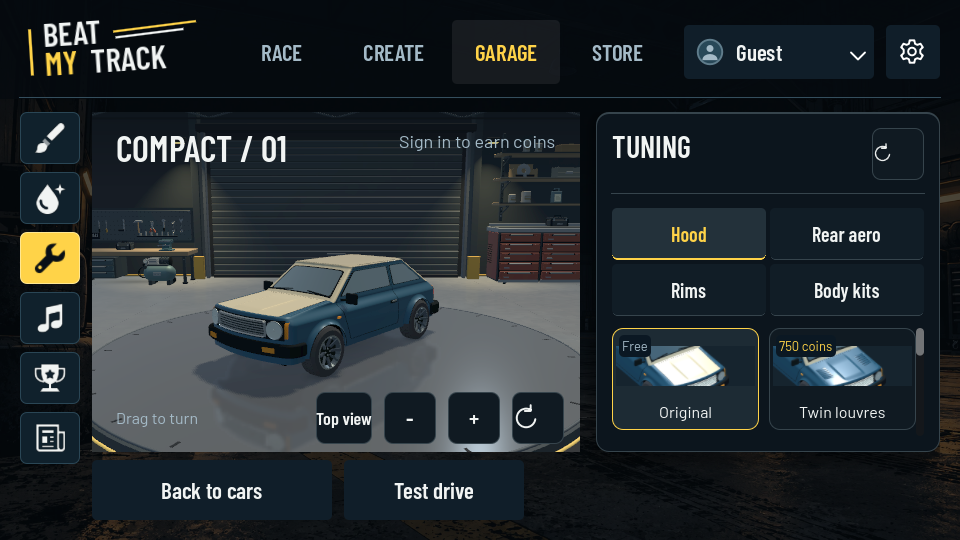 BEAT
MY TRACK
RACE
CREATE
GARAGE
STORE
Guest
COMPACT / 01
Sign in to earn coins
TUNING
Hood
Rear aero
Rims
Body kits
Free
750 coins
Original
Twin louvres
Drag to turn
Top view
-
+
Back to cars
Test drive